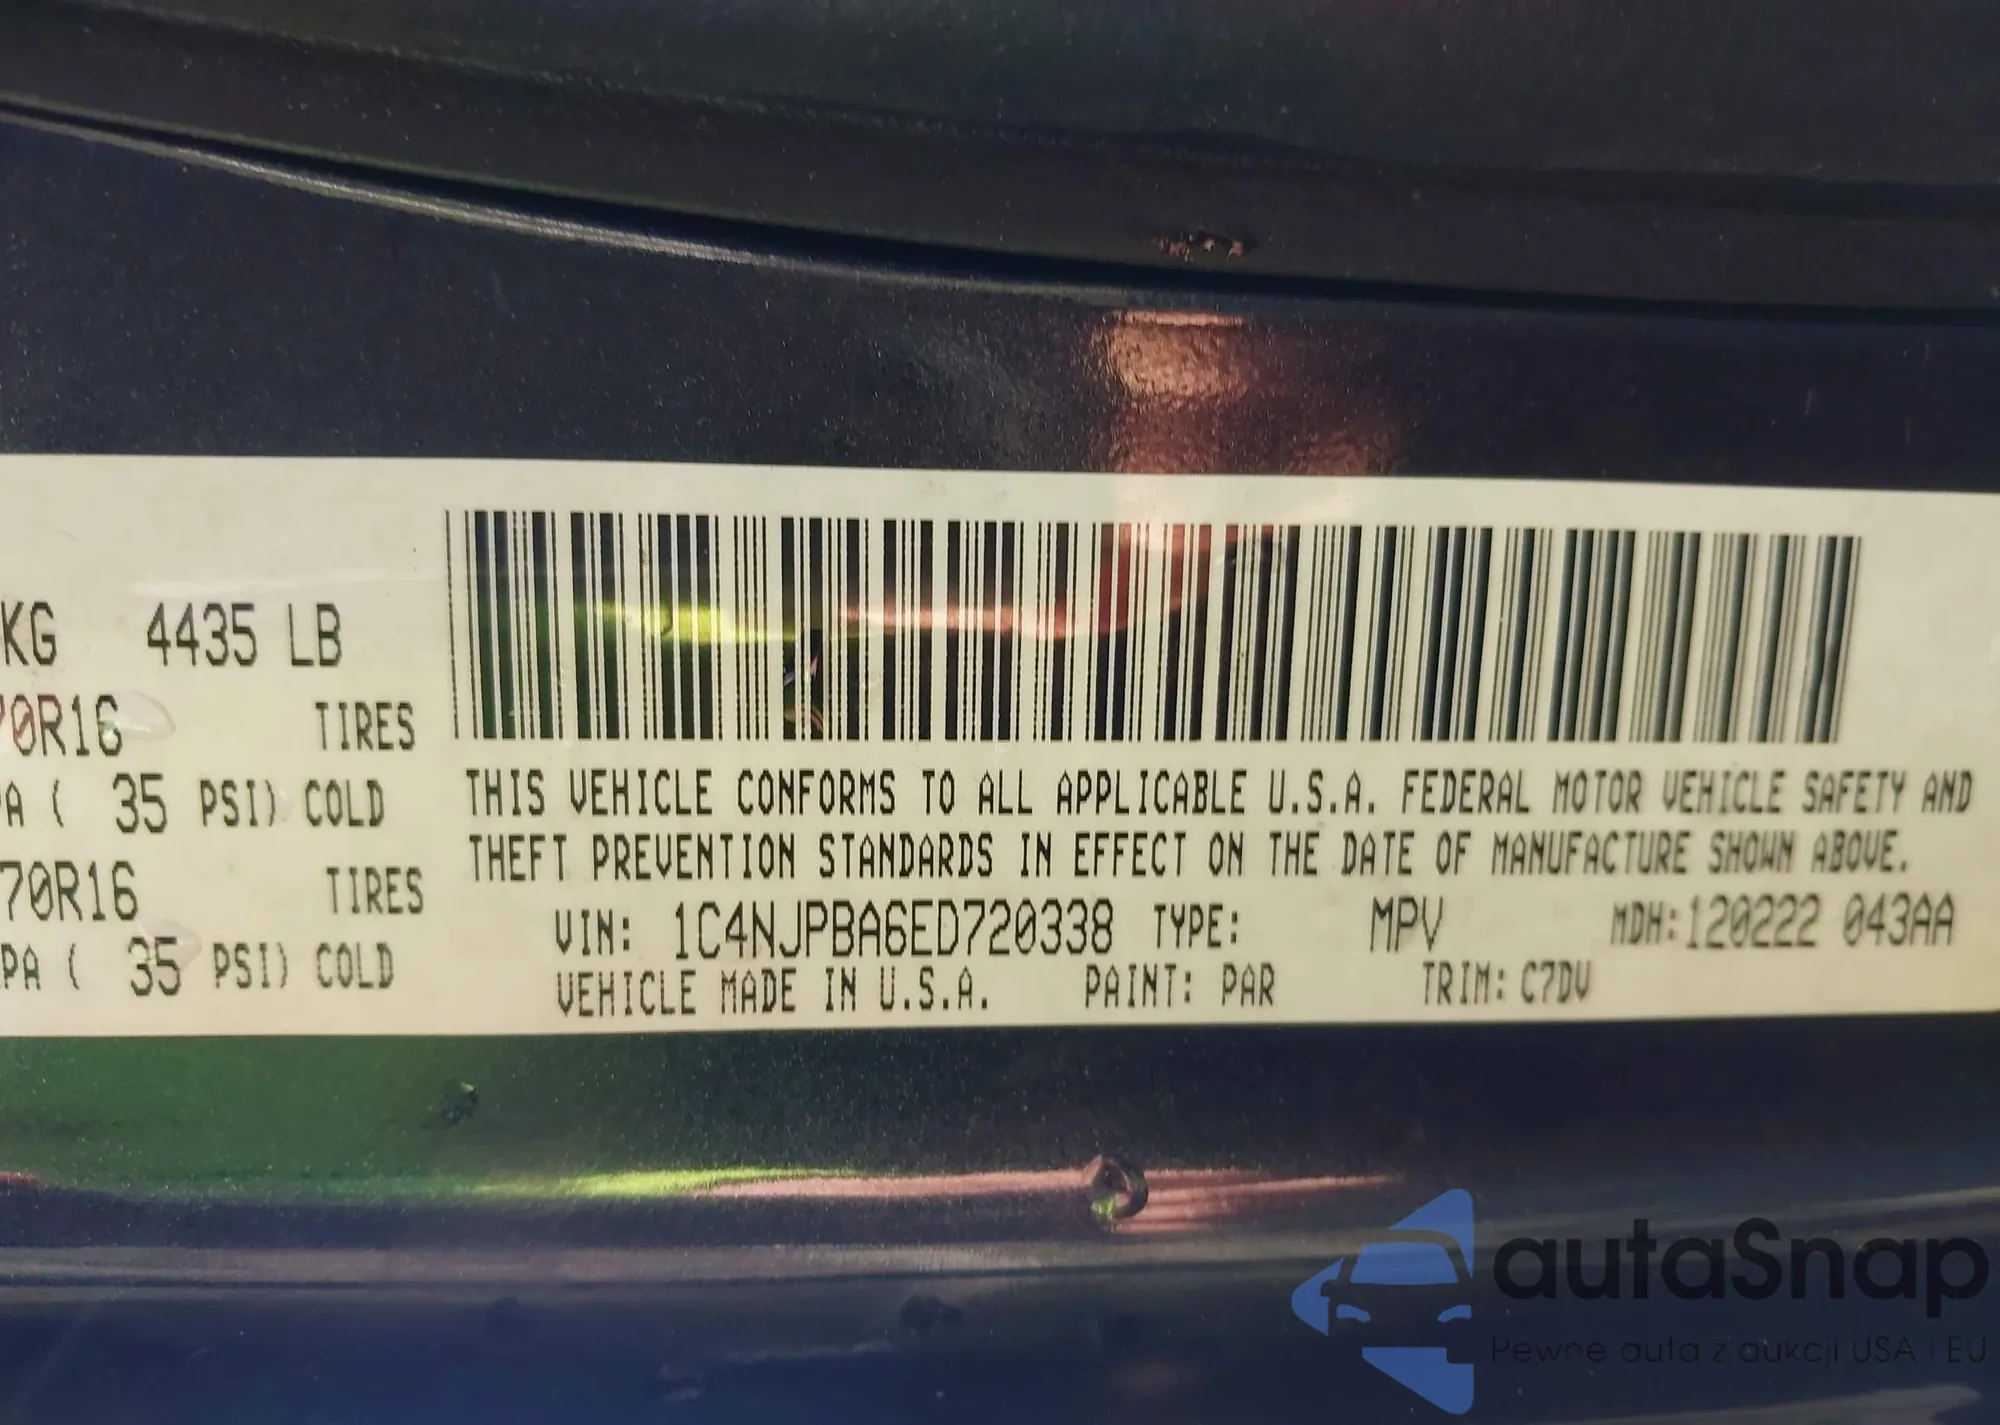 KG 4435 LB
70R16 TIRES
PA ( 35 PSI) COLD
70R16 TIRES
PA ( 35 PSI) COLD
THIS VEHICLE CONFORMS TO ALL APPLICABLE U.S.A. FEDERAL MOTOR VEHICLE SAFETY AND
THEFT PREVENTION STANDARDS IN EFFECT ON THE DATE OF MANUFACTURE SHOWN ABOVE.
VIN: 1C4NJPBA6ED720338 TYPE: MPV MDH:120222 043AA
VEHICLE MADE IN U.S.A. PAINT: PAR TRIM: C7DV
autaSnap
Pewne auta z aukcji USA i EU